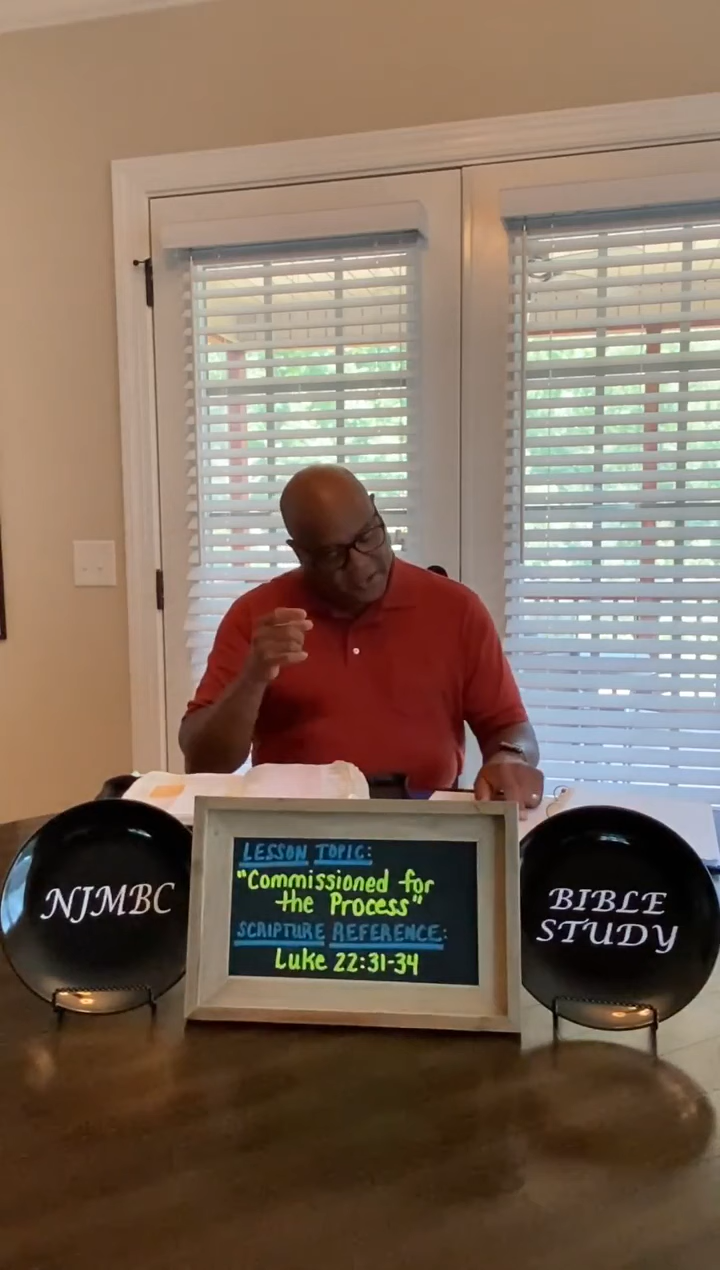 NJMBC
LESSON TOPIC:
"Commissioned for
the Process"
SCRIPTURE REFERENCE:
Luke 22:31-34
BIBLE
STUDY